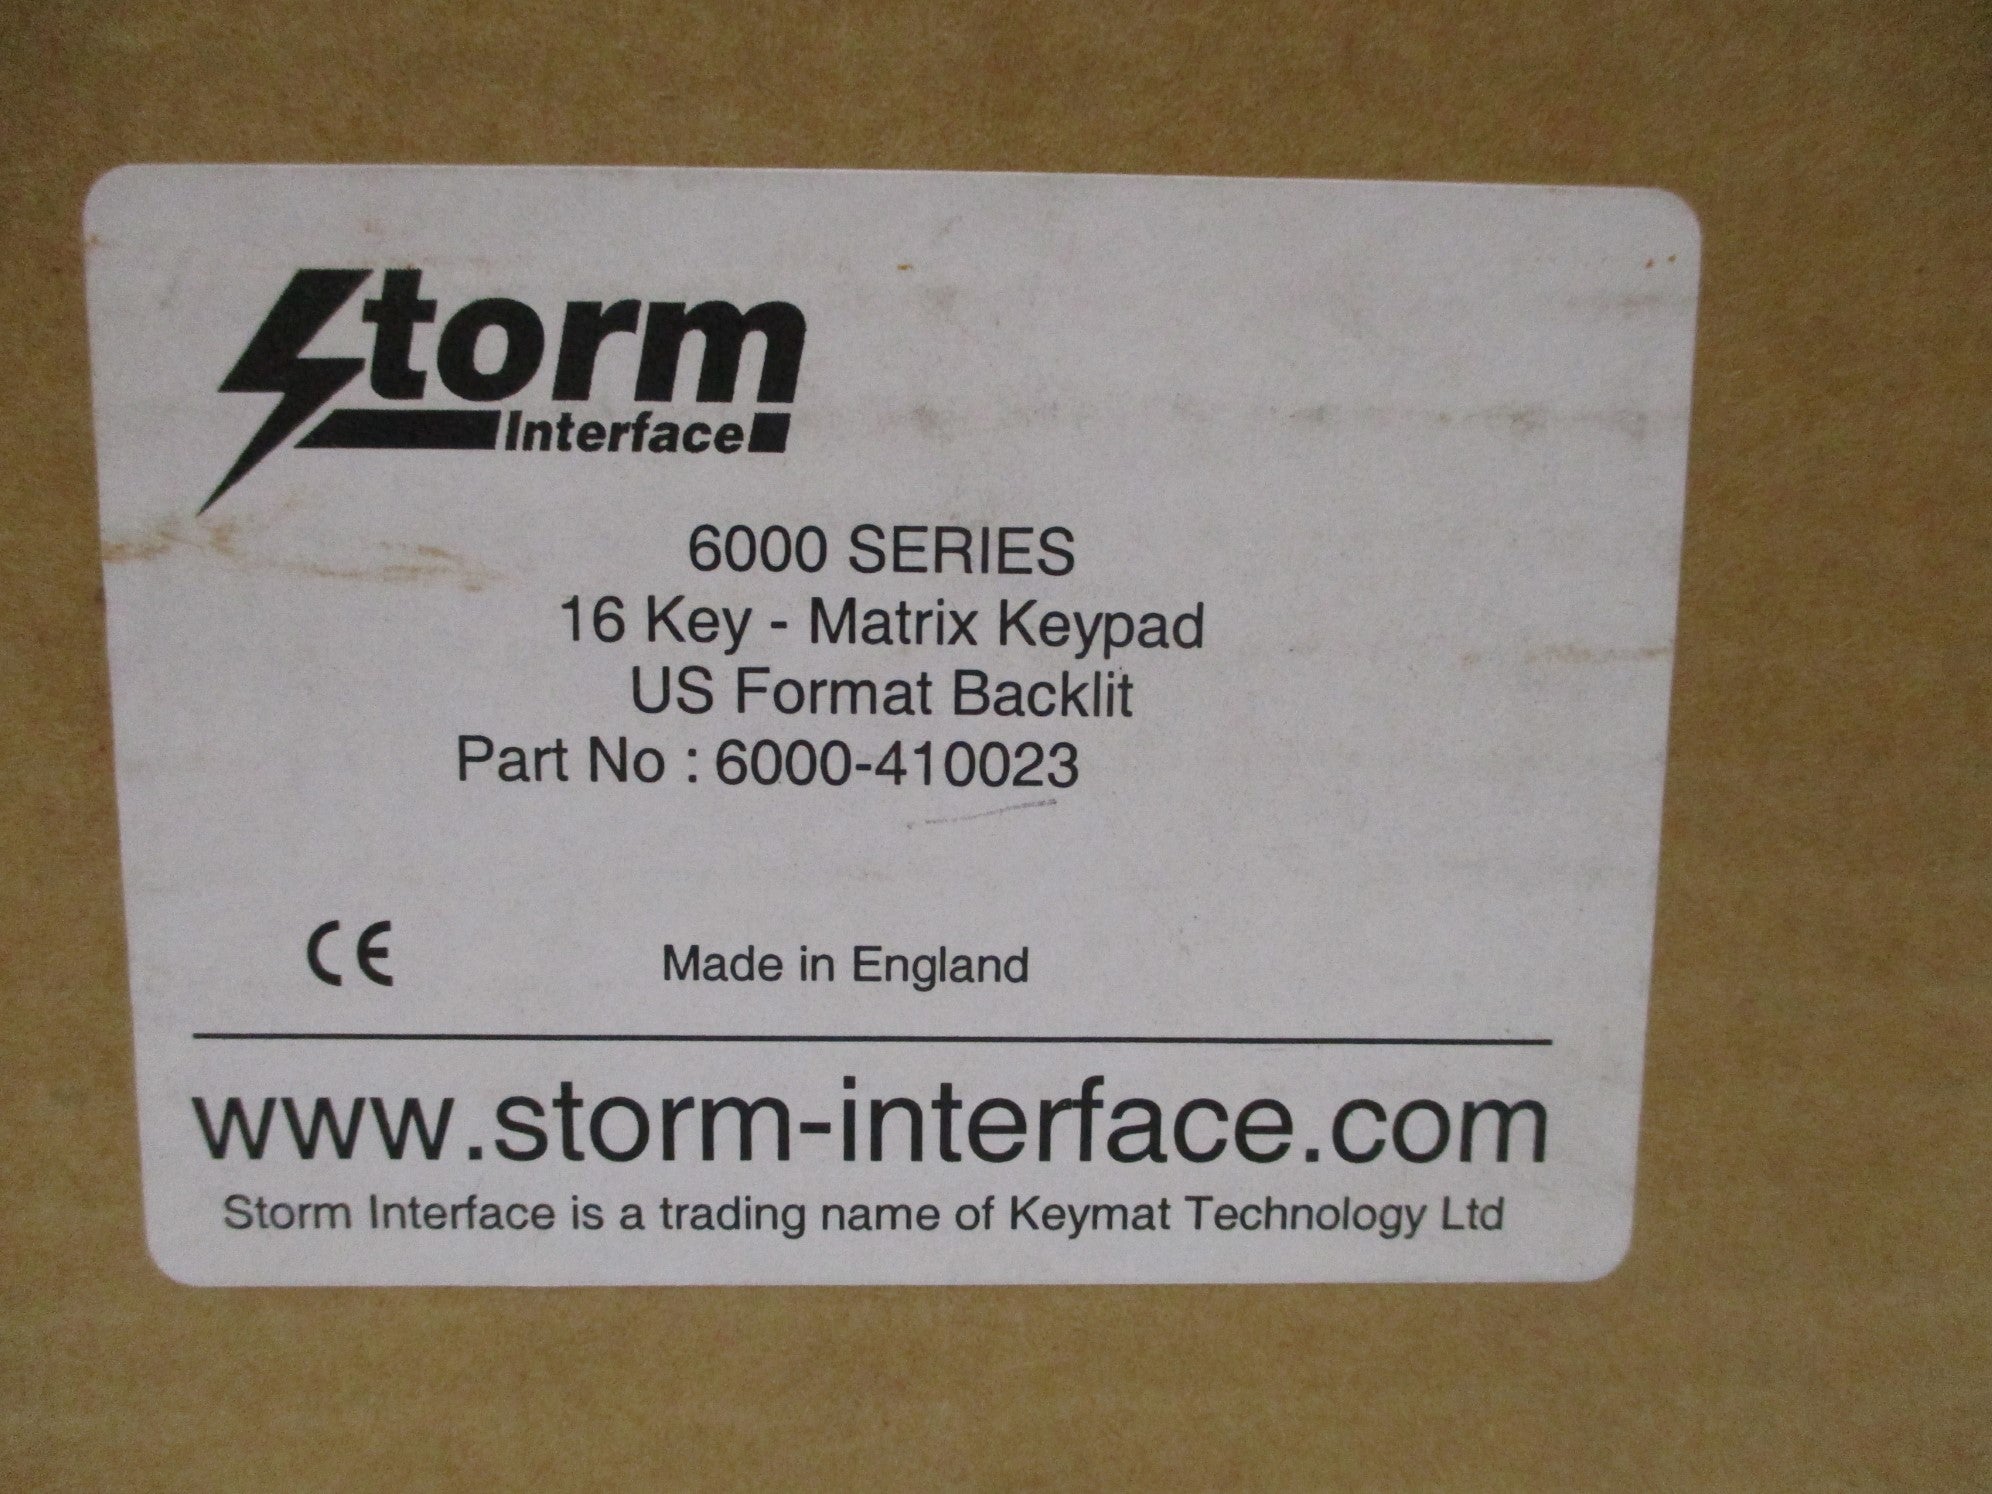 Storm
Interface
6000 SERIES
16 Key - Matrix Keypad
US Format Backlit
Part No : 6000-410023
CE
Made in England
www.storm-interface.com
Storm Interface is a trading name of Keymat Technology Ltd